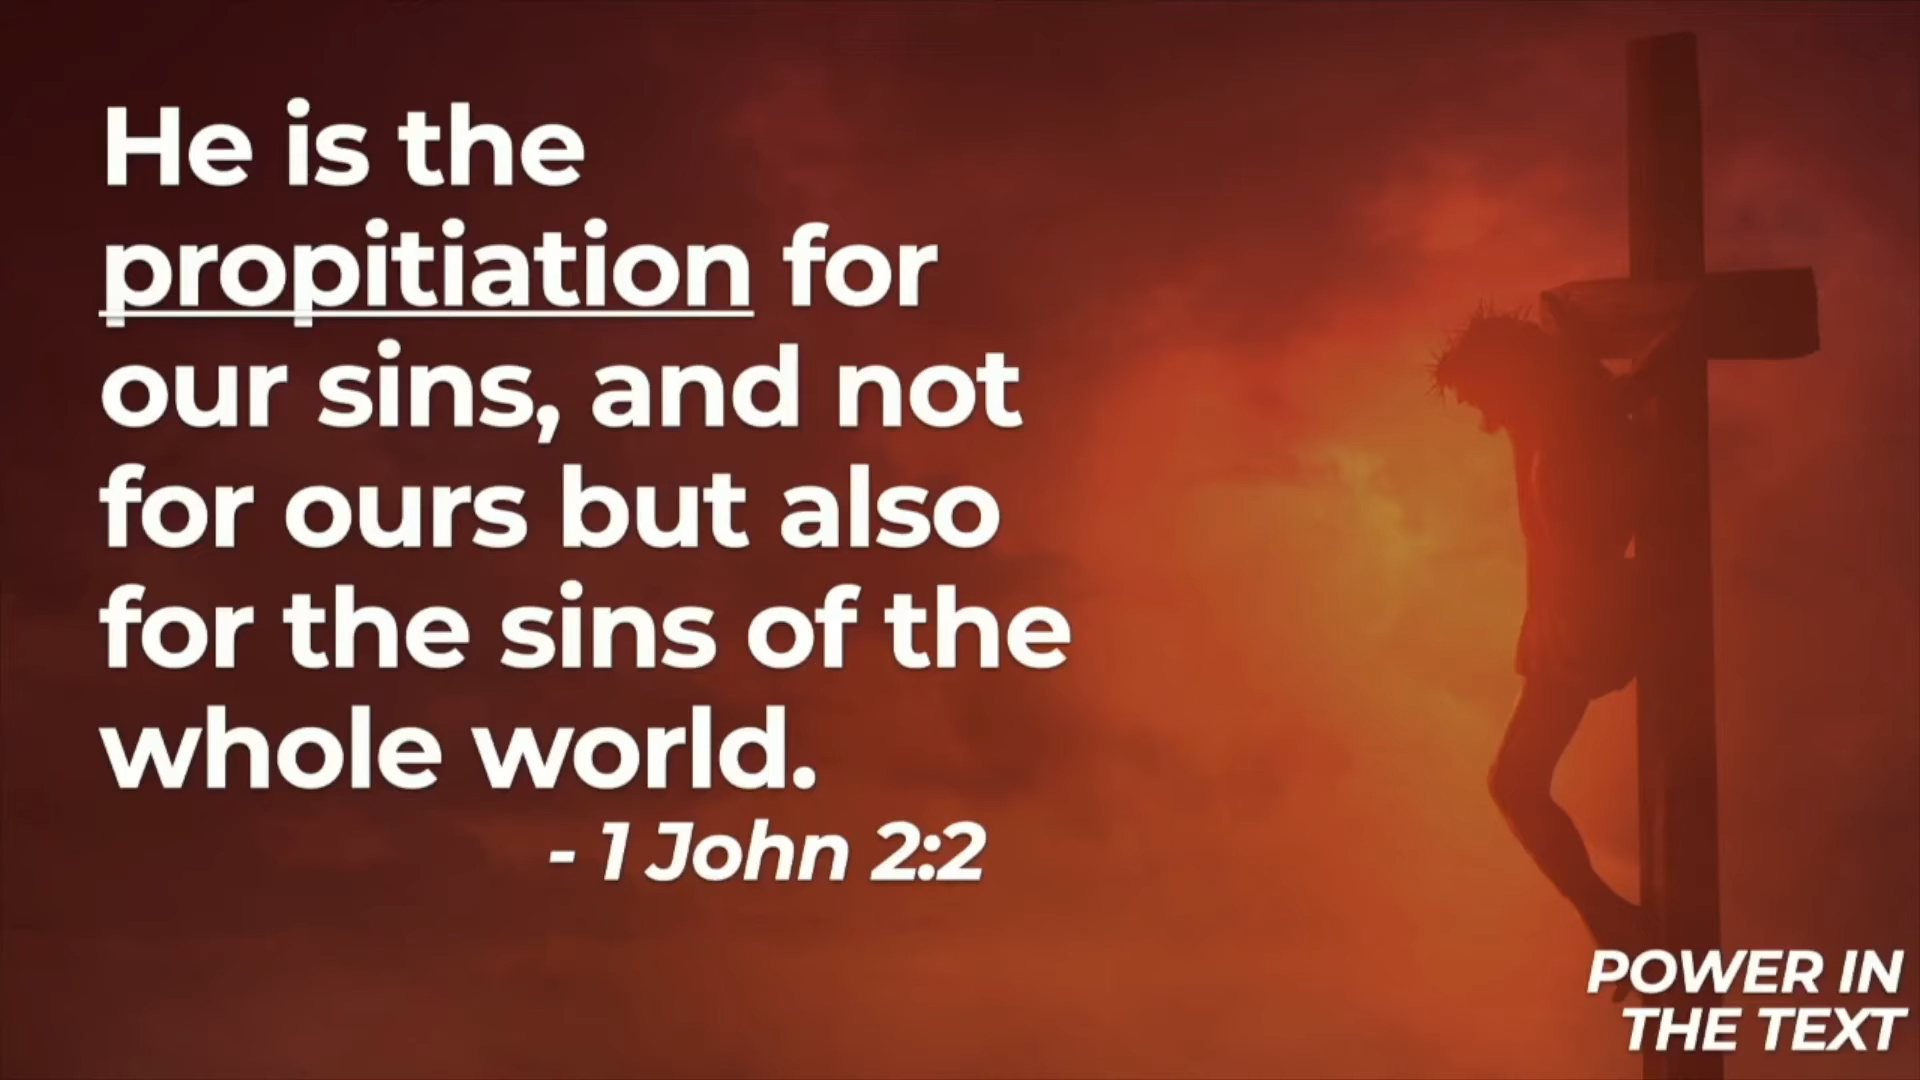 He is the
propitiation for
our sins, and not
for ours but also
for the sins of the
whole world.
- 1 John 2:2
POWER IN
THE TEXT